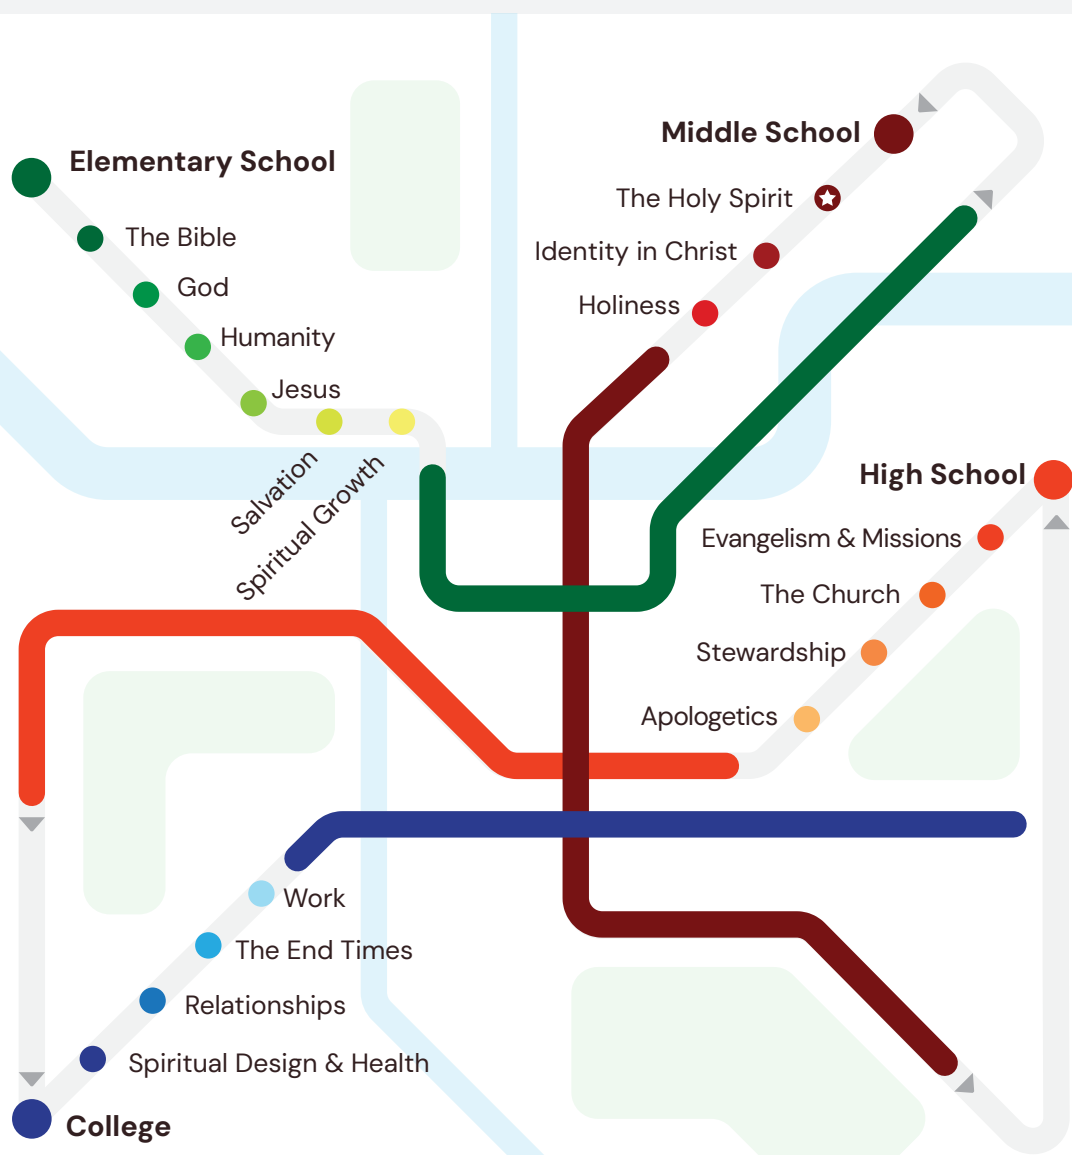 Elementary School
The Bible
God
Humanity
Jesus
Salvation
Spiritual Growth
Middle School
The Holy Spirit
Identity in Christ
Holiness
High School
Evangelism & Missions
The Church
Stewardship
Apologetics
Work
The End Times
Relationships
Spiritual Design & Health
College